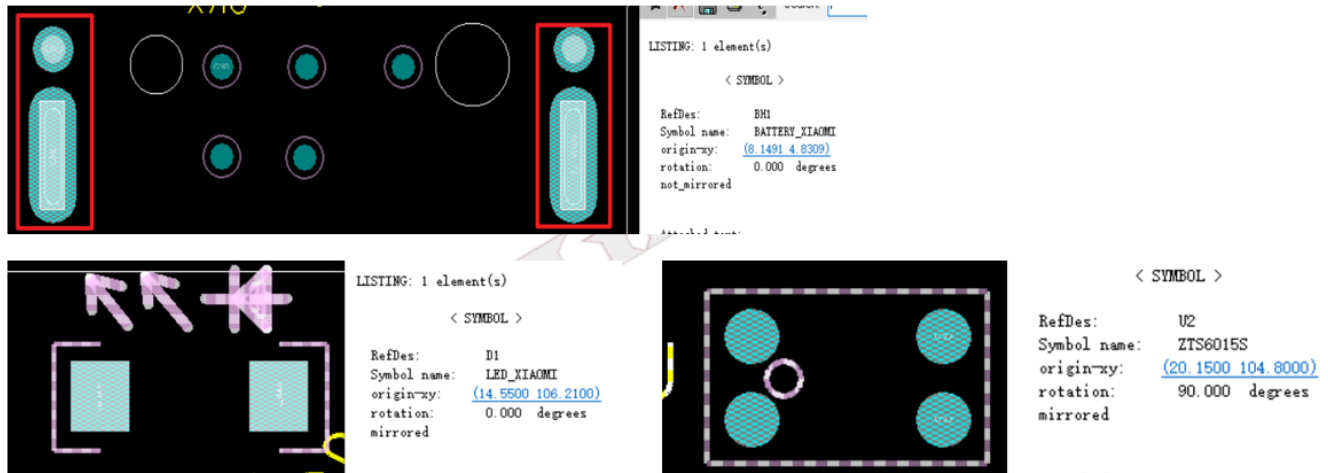 LISTING: 1 element(s)
< SYMBOL >
RefDes: BH1
Symbol name: BATTERY_XIAOMI
origin-xy: (8.1491 4.8309)
rotation: 0.000 degrees
not_mirrored
GND
LISTING: 1 element(s)
< SYMBOL >
RefDes: D1
Symbol name: LED_XIAOMI
origin-xy: (14.5500 106.2100)
rotation: 0.000 degrees
mirrored
< SYMBOL >
RefDes: U2
Symbol name: ZTS6015S
origin-xy: (20.1500 104.8000)
rotation: 90.000 degrees
mirrored